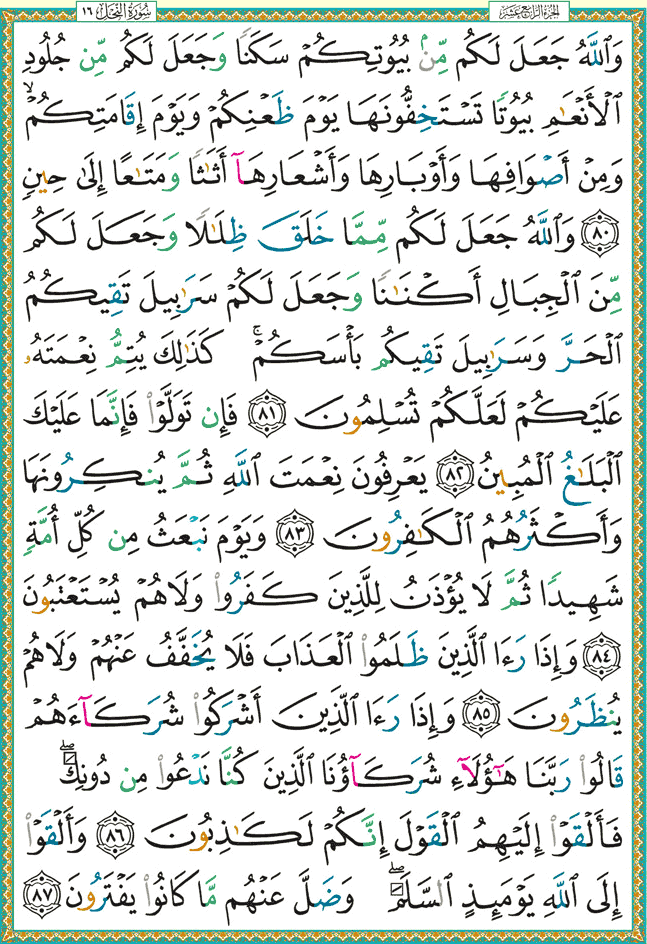 الجزء الرابع عشر
سورة النحل ١٦
وَٱللَّهُ جَعَلَ لَكُم مِّنۢ بُيُوتِكُمۡ سَكَنٗا وَجَعَلَ لَكُم مِّن جُلُودِ
ٱلۡأَنۡعَٰمِ بُيُوتٗا تَسۡتَخِفُّونَهَا يَوۡمَ ظَعۡنِكُمۡ وَيَوۡمَ إِقَامَتِكُمۡۙ
وَمِنۡ أَصۡوَافِهَا وَأَوۡبَارِهَا وَأَشۡعَارِهَآ أَثَٰثٗا وَمَتَٰعًا إِلَىٰ حِينٖ
٨٠ وَٱللَّهُ جَعَلَ لَكُم مِّمَّا خَلَقَ ظِلَٰلٗا وَجَعَلَ لَكُم
مِّنَ ٱلۡجِبَالِ أَكۡنَٰنٗا وَجَعَلَ لَكُمۡ سَرَٰبِيلَ تَقِيكُمُ
ٱلۡحَرَّ وَسَرَٰبِيلَ تَقِيكُم بَأۡسَكُمۡۚ كَذَٰلِكَ يُتِمُّ نِعۡمَتَهُۥ
عَلَيۡكُمۡ لَعَلَّكُمۡ تُسۡلِمُونَ ٨١ فَإِن تَوَلَّوۡاْ فَإِنَّمَا عَلَيۡكَ
ٱلۡبَلَٰغُ ٱلۡمُبِينُ ٨٢ يَعۡرِفُونَ نِعۡمَتَ ٱللَّهِ ثُمَّ يُنكِرُونَهَا
وَأَكۡثَرُهُمُ ٱلۡكَٰفِرُونَ ٨٣ وَيَوۡمَ نَبۡعَثُ مِن كُلِّ أُمَّةٖ
شَهِيدٗا ثُمَّ لَا يُؤۡذَنُ لِلَّذِينَ كَفَرُواْ وَلَا هُمۡ يُسۡتَعۡتَبُونَ
٨٤ وَإِذَا رَءَا ٱلَّذِينَ ظَلَمُواْ ٱلۡعَذَابَ فَلَا يُخَفَّفُ عَنۡهُمۡ وَلَا هُمۡ
يُنظَرُونَ ٨٥ وَإِذَا رَءَا ٱلَّذِينَ أَشۡرَكُواْ شُرَكَآءَهُمۡ
قَالُواْ رَبَّنَا هَٰٓؤُلَآءِ شُرَكَآؤُنَا ٱلَّذِينَ كُنَّا نَدۡعُواْ مِن دُونِكَۖ
فَأَلۡقَوۡاْ إِلَيۡهِمُ ٱلۡقَوۡلَ إِنَّكُمۡ لَكَٰذِبُونَ ٨٦ وَأَلۡقَوۡاْ
إِلَى ٱللَّهِ يَوۡمَئِذٍ ٱلسَّلَمَۖ وَضَلَّ عَنۡهُم مَّا كَانُواْ يَفۡتَرُونَ ٨٧